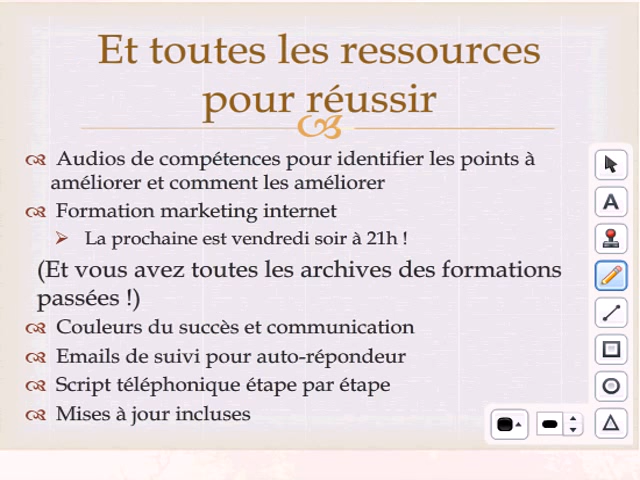 Et toutes les ressources
pour réussir
Audios de compétences pour identifier les points à
améliorer et comment les améliorer
Formation marketing internet
La prochaine est vendredi soir à 21h !
(Et vous avez toutes les archives des formations
passées !)
Couleurs du succès et communication
Emails de suivi pour auto-répondeur
Script téléphonique étape par étape
Mises à jour incluses
A